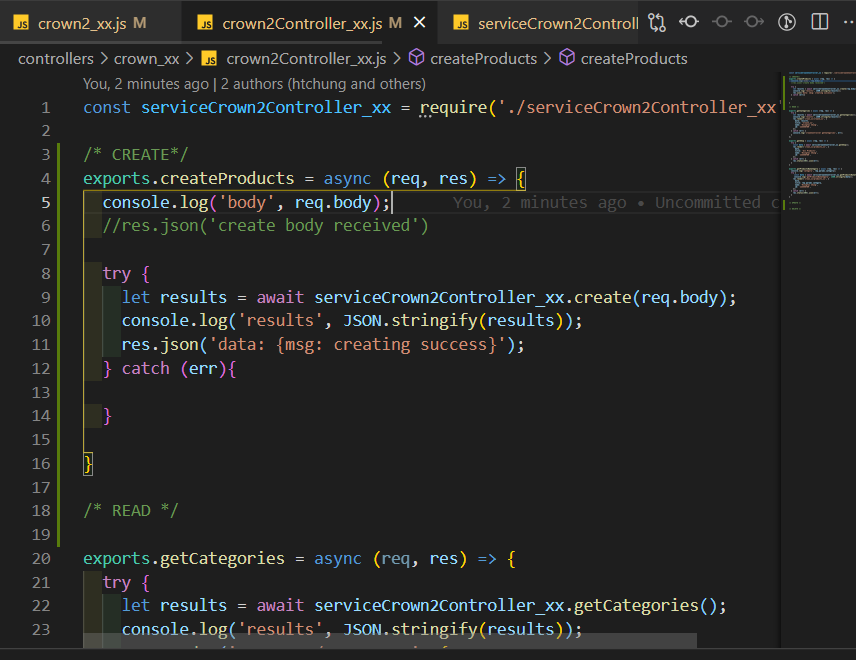 JS crown2_xx.js M JS crown2Controller_xx.js M JS serviceCrown2Controll
controllers > crown_xx > JS crown2Controller_xx.js > createProducts > createProducts
You, 2 minutes ago | 2 authors (htchung and others)
1 const serviceCrown2Controller_xx = require('./serviceCrown2Controller_xx'
2
3 /* CREATE*/
4 exports.createProducts = async (req, res) => {
5 console.log('body', req.body); You, 2 minutes ago • Uncommitted c
6 //res.json('create body received')
7
8 try {
9 let results = await serviceCrown2Controller_xx.create(req.body);
10 console.log('results', JSON.stringify(results));
11 res.json('data: {msg: creating success}');
12 } catch (err){
13
14 }
15
16 }
17
18 /* READ */
19
20 exports.getCategories = async (req, res) => {
21 try {
22 let results = await serviceCrown2Controller_xx.getCategories();
23 console.log('results', JSON.stringify(results));